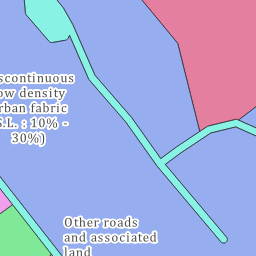 scontinuous
ow density
rban fabric
S.L. : 10% -
30%)
Other roads
and associated
land